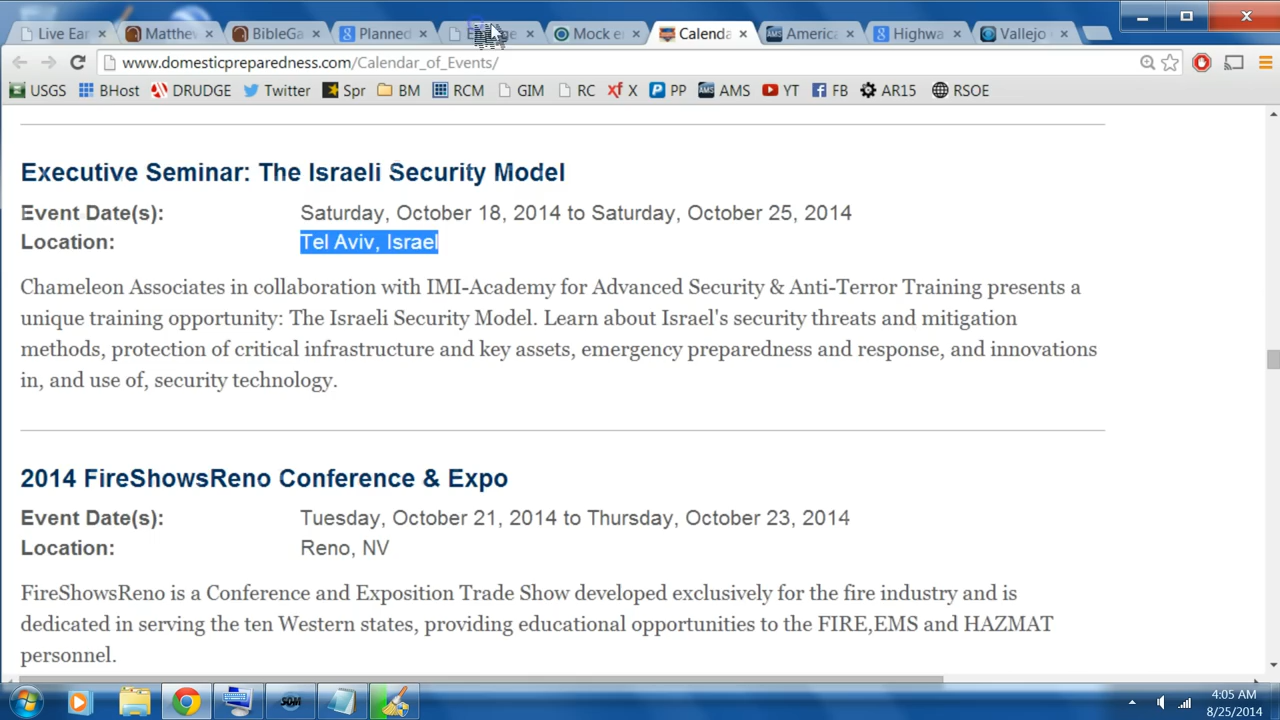 Live Ear
Matthew
BibleGa
Planned
Mock e
Calenda
America
Highwa
Vallejo
www.domesticpreparedness.com/Calendar_of_Events/
USGS BHost DRUDGE Twitter Spr BM RCM GIM RC X PP AMS YT FB AR15 RSOE
Executive Seminar: The Israeli Security Model
Event Date(s): Saturday, October 18, 2014 to Saturday, October 25, 2014
Location: Tel Aviv, Israel
Chameleon Associates in collaboration with IMI-Academy for Advanced Security & Anti-Terror Training presents a
unique training opportunity: The Israeli Security Model. Learn about Israel's security threats and mitigation
methods, protection of critical infrastructure and key assets, emergency preparedness and response, and innovations
in, and use of, security technology.
2014 FireShowsReno Conference & Expo
Event Date(s): Tuesday, October 21, 2014 to Thursday, October 23, 2014
Location: Reno, NV
FireShowsReno is a Conference and Exposition Trade Show developed exclusively for the fire industry and is
dedicated in serving the ten Western states, providing educational opportunities to the FIRE,EMS and HAZMAT
personnel.
SDM
4:05 AM
8/25/2014